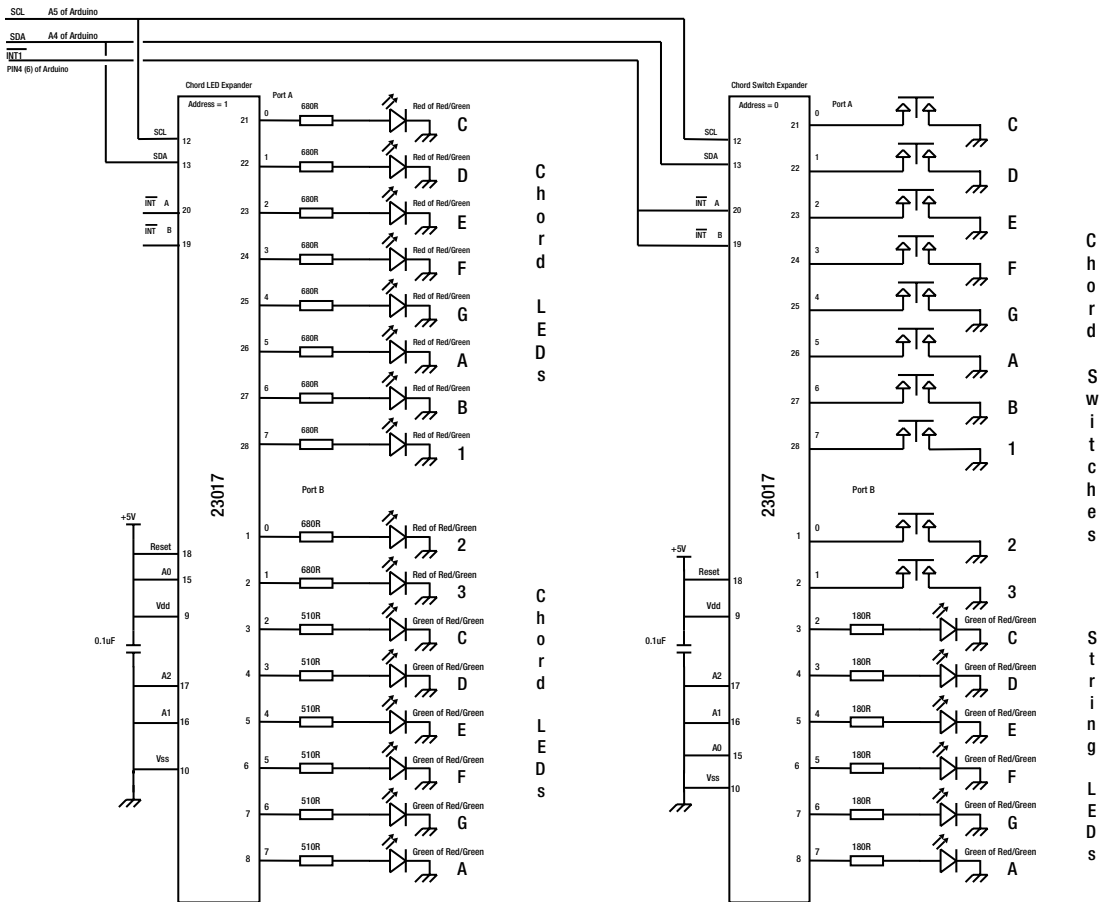 SCL A5 of Arduino
SDA A4 of Arduino
INT1
PIN4 (6) of Arduino
Chord LED Expander
Address = 1
Port A
SCL
12
SDA
13
INT A
20
INT B
19
21 0 680R Red of Red/Green C
22 1 680R Red of Red/Green D
23 2 680R Red of Red/Green E
24 3 680R Red of Red/Green F
25 4 680R Red of Red/Green G
26 5 680R Red of Red/Green A
27 6 680R Red of Red/Green B
28 7 680R Red of Red/Green 1
Chord LEDs
23017
Port B
+5V
Reset 18
A0 15
Vdd 9
0.1uF
A2 17
A1 16
Vss 10
1 0 680R Red of Red/Green 2
2 1 680R Red of Red/Green 3
3 2 510R Green of Red/Green C
4 3 510R Green of Red/Green D
5 4 510R Green of Red/Green E
6 5 510R Green of Red/Green F
7 6 510R Green of Red/Green G
8 7 510R Green of Red/Green A
Chord LEDs
Chord Switch Expander
Address = 0
Port A
SCL
12
SDA
13
INT A
20
INT B
19
21 0 C
22 1 D
23 2 E
24 3 F
25 4 G
26 5 A
27 6 B
28 7 1
Chord Switches
23017
Port B
+5V
Reset 18
Vdd 9
0.1uF
A2 17
A1 16
A0 15
Vss 10
1 0 2
2 1 3
3 2 180R Green of Red/Green C
4 3 180R Green of Red/Green D
5 4 180R Green of Red/Green E
6 5 180R Green of Red/Green F
7 6 180R Green of Red/Green G
8 7 180R Green of Red/Green A
String LEDs